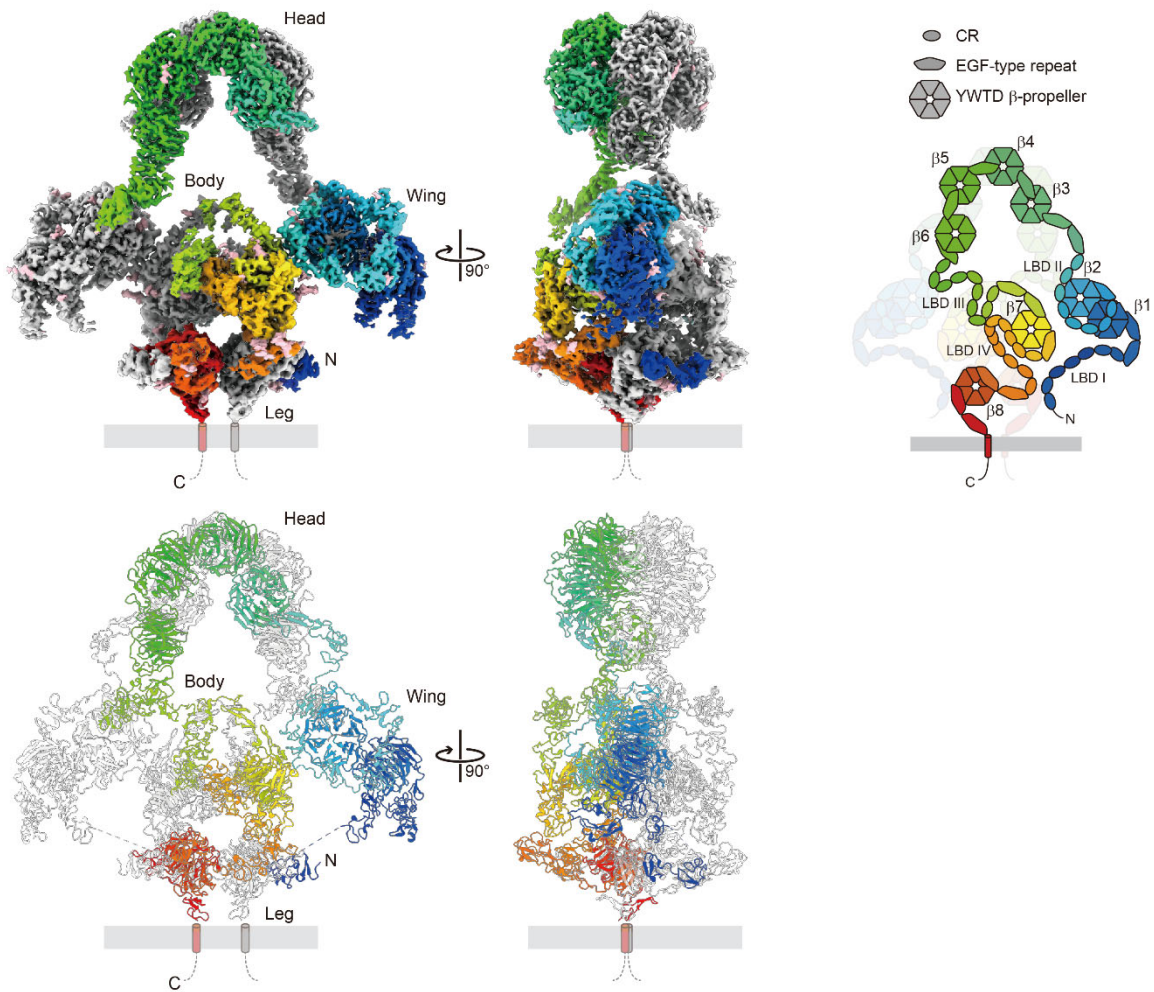 Head
Body
Wing
90°
N
Leg
C
CR
EGF-type repeat
YWTD β-propeller
β4
β5
β3
β6
LBD II
β2
β1
LBD III
β7
LBD IV
LBD I
β8
N
C
Head
Body
Wing
90°
N
Leg
C